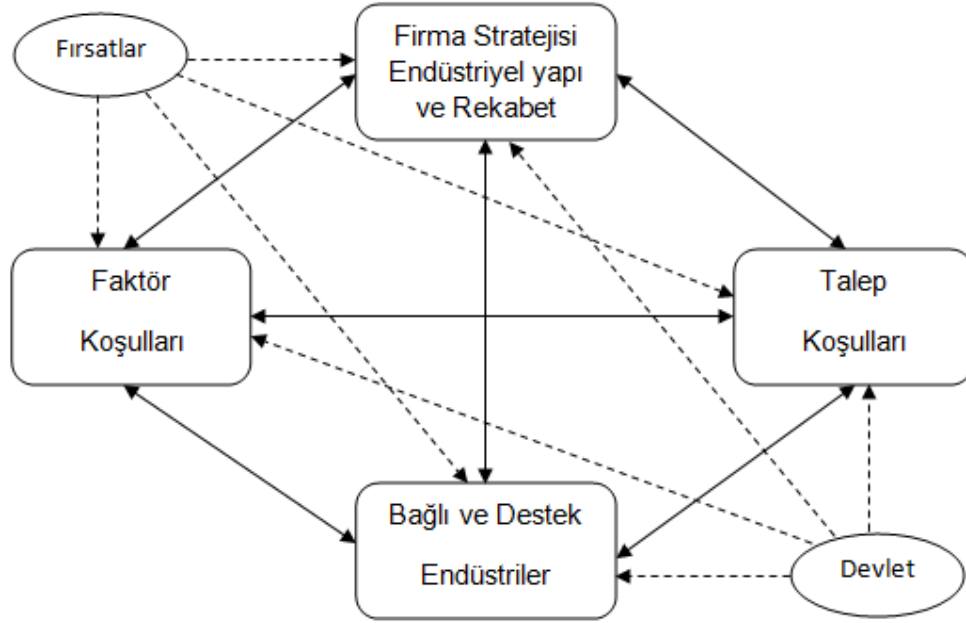 Fırsatlar
Firma Stratejisi
Endüstriyel yapı
ve Rekabet
Faktör
Koşulları
Talep
Koşulları
Bağlı ve Destek
Endüstriler
Devlet